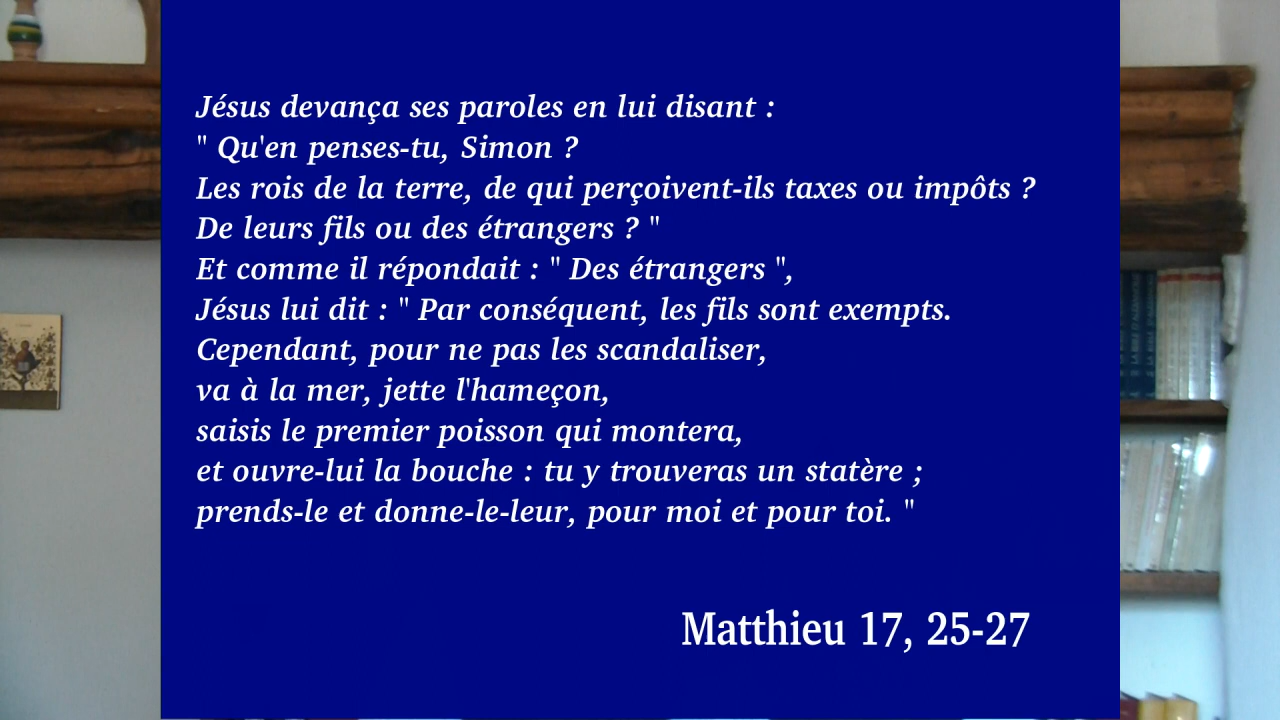 Jésus devança ses paroles en lui disant :
" Qu'en penses-tu, Simon ?
Les rois de la terre, de qui perçoivent-ils taxes ou impôts ?
De leurs fils ou des étrangers ? "
Et comme il répondait : " Des étrangers ",
Jésus lui dit : " Par conséquent, les fils sont exempts.
Cependant, pour ne pas les scandaliser,
va à la mer, jette l'hameçon,
saisis le premier poisson qui montera,
et ouvre-lui la bouche : tu y trouveras un statère ;
prends-le et donne-le-leur, pour moi et pour toi. "
Matthieu 17, 25-27